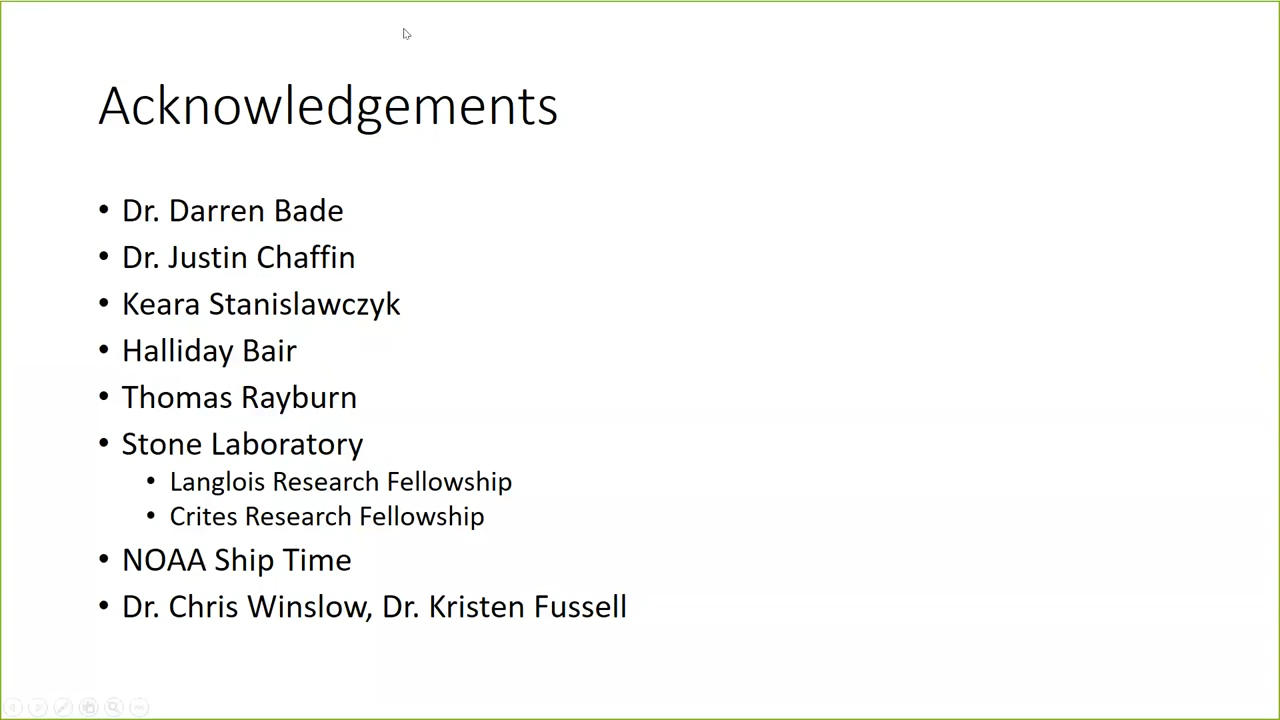 Acknowledgements
• Dr. Darren Bade
• Dr. Justin Chaffin
• Keara Stanislawczyk
• Halliday Bair
• Thomas Rayburn
• Stone Laboratory
• Langlois Research Fellowship
• Crites Research Fellowship
• NOAA Ship Time
• Dr. Chris Winslow, Dr. Kristen Fussell